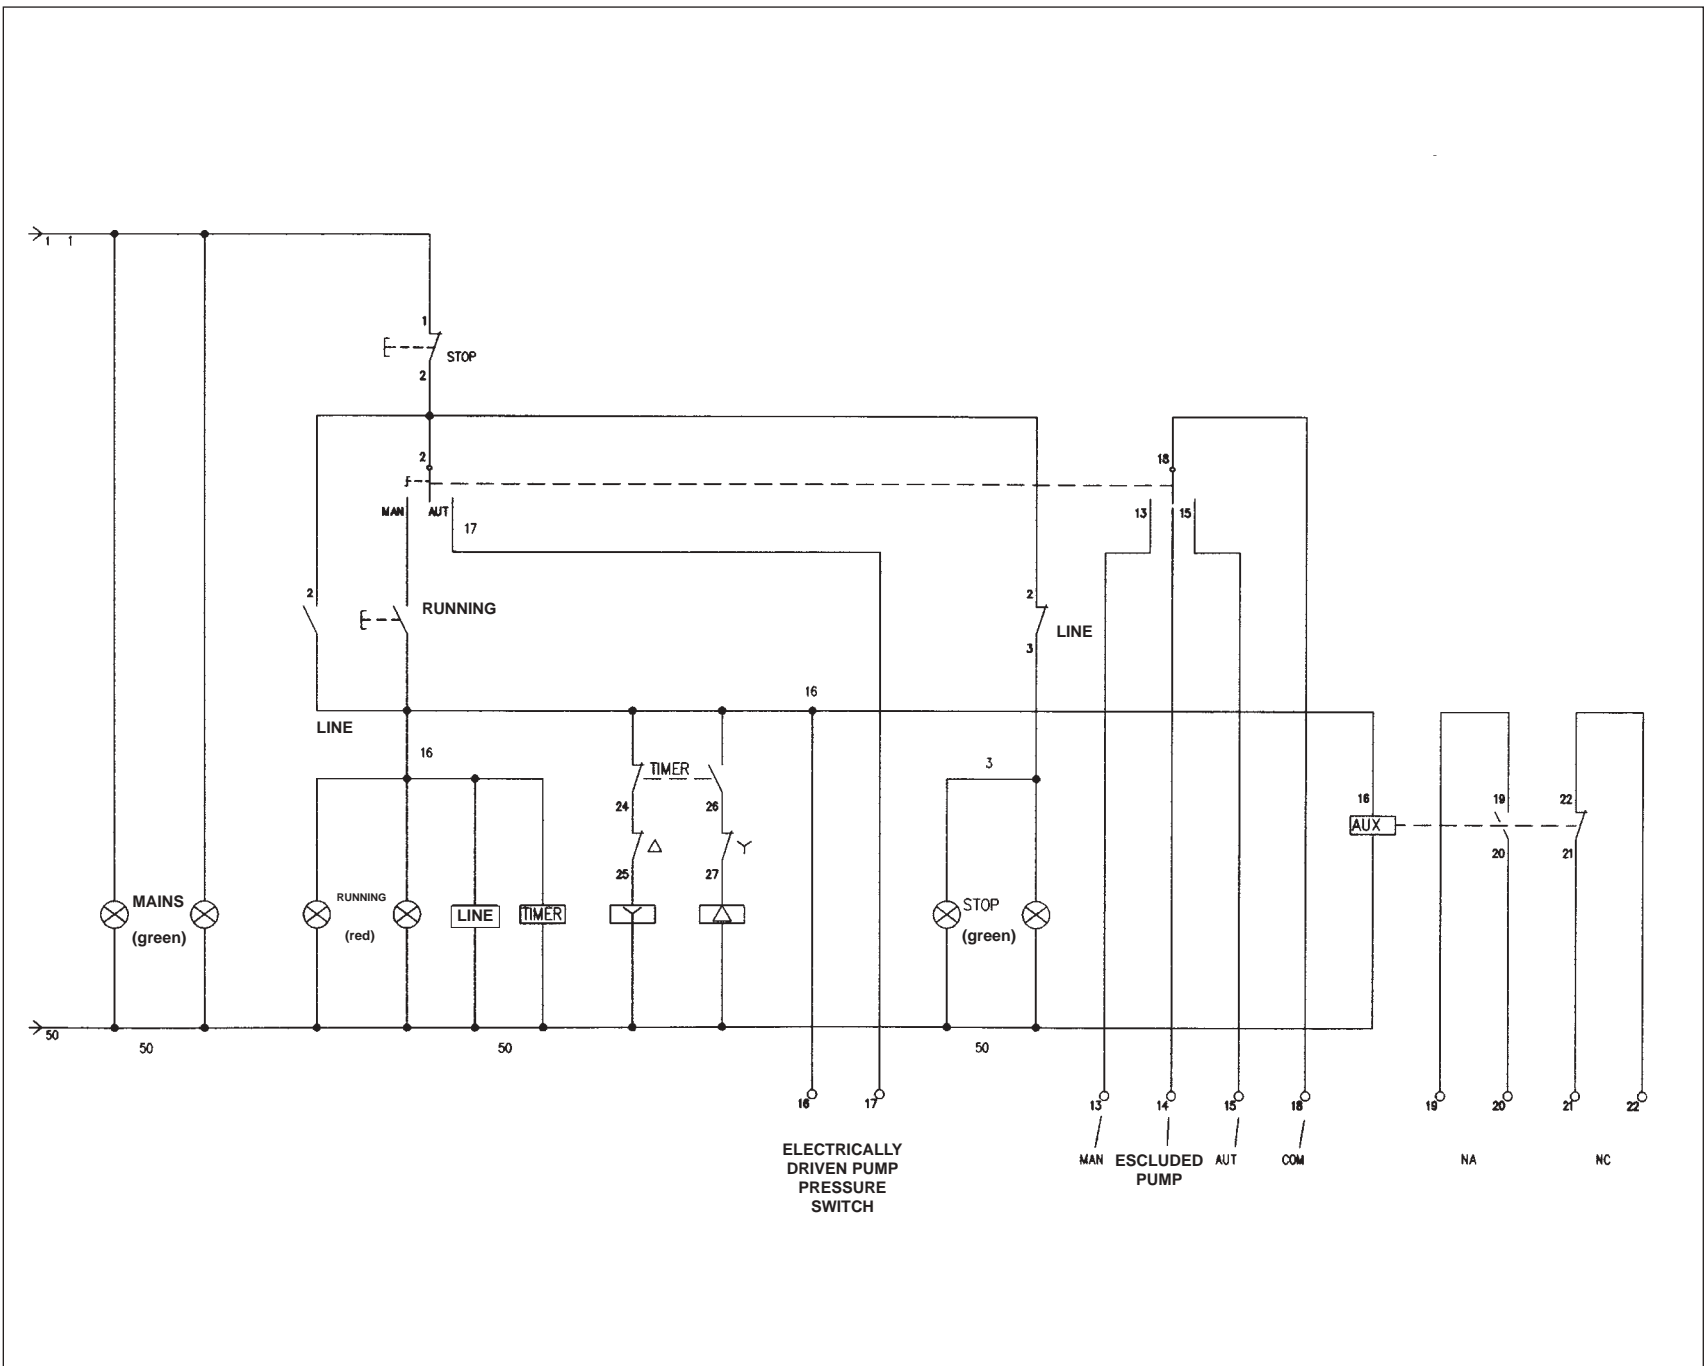 1 1
1
STOP
2
2
18
MAN AUT
17
13 15
2
RUNNING
2
LINE
3
16
LINE
16
TIMER
3
24 26
16
19
22
AUX
△ Y
20
21
25 27
RUNNING
MAINS
LINE
TIMER
Y
△
STOP
(green)
(red)
(green)
50
50
50
50
16 17
13 14 15 18
19 20 21 22
ELECTRICALLY
DRIVEN PUMP
PRESSURE
SWITCH
MAN
ESCLUDED
PUMP
AUT
COM
NA
NC